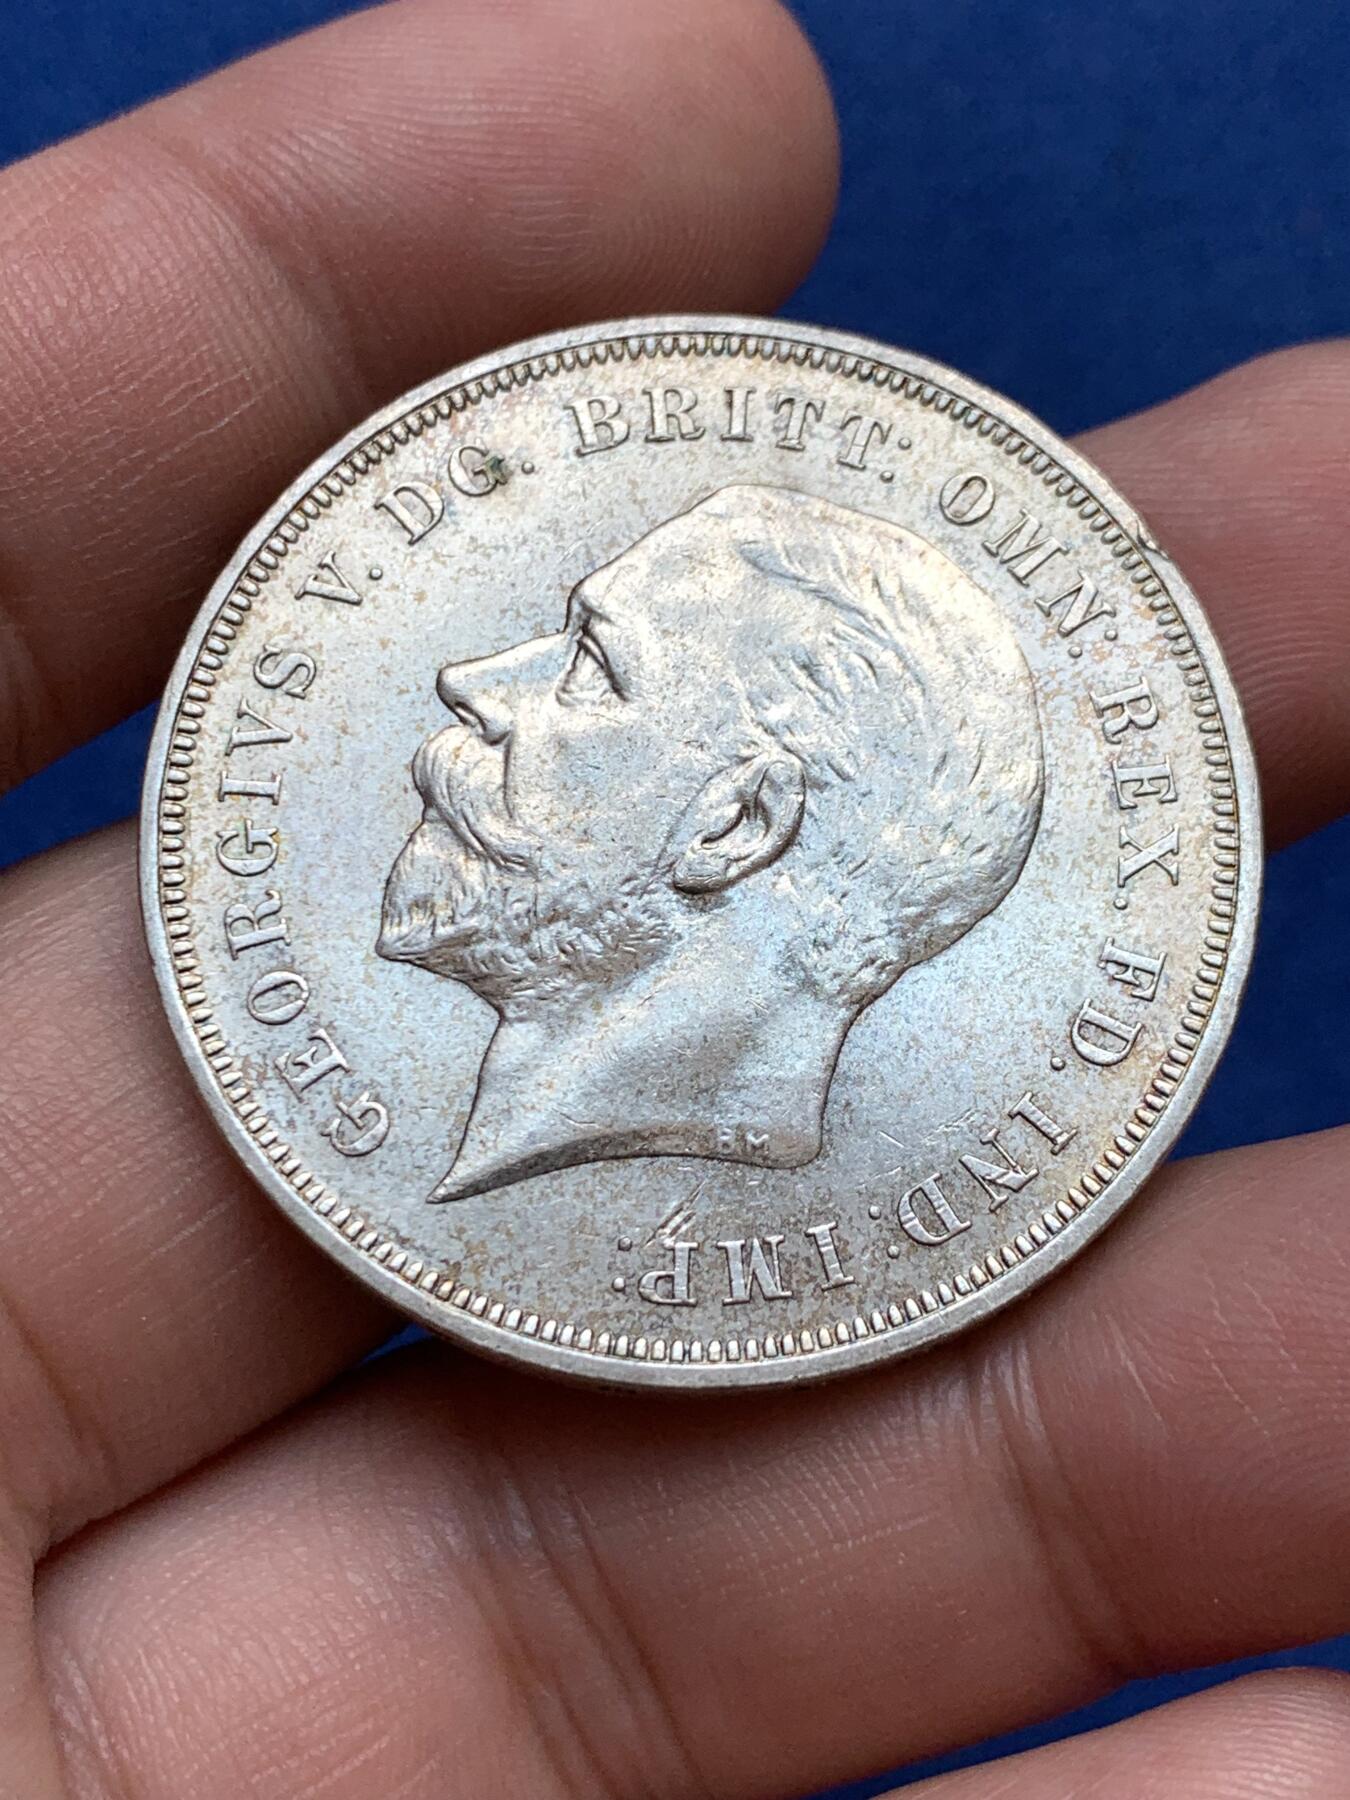 GEORGIVS V. DG. BRITT: OMN: REX. FD. IND: IMP:
BM